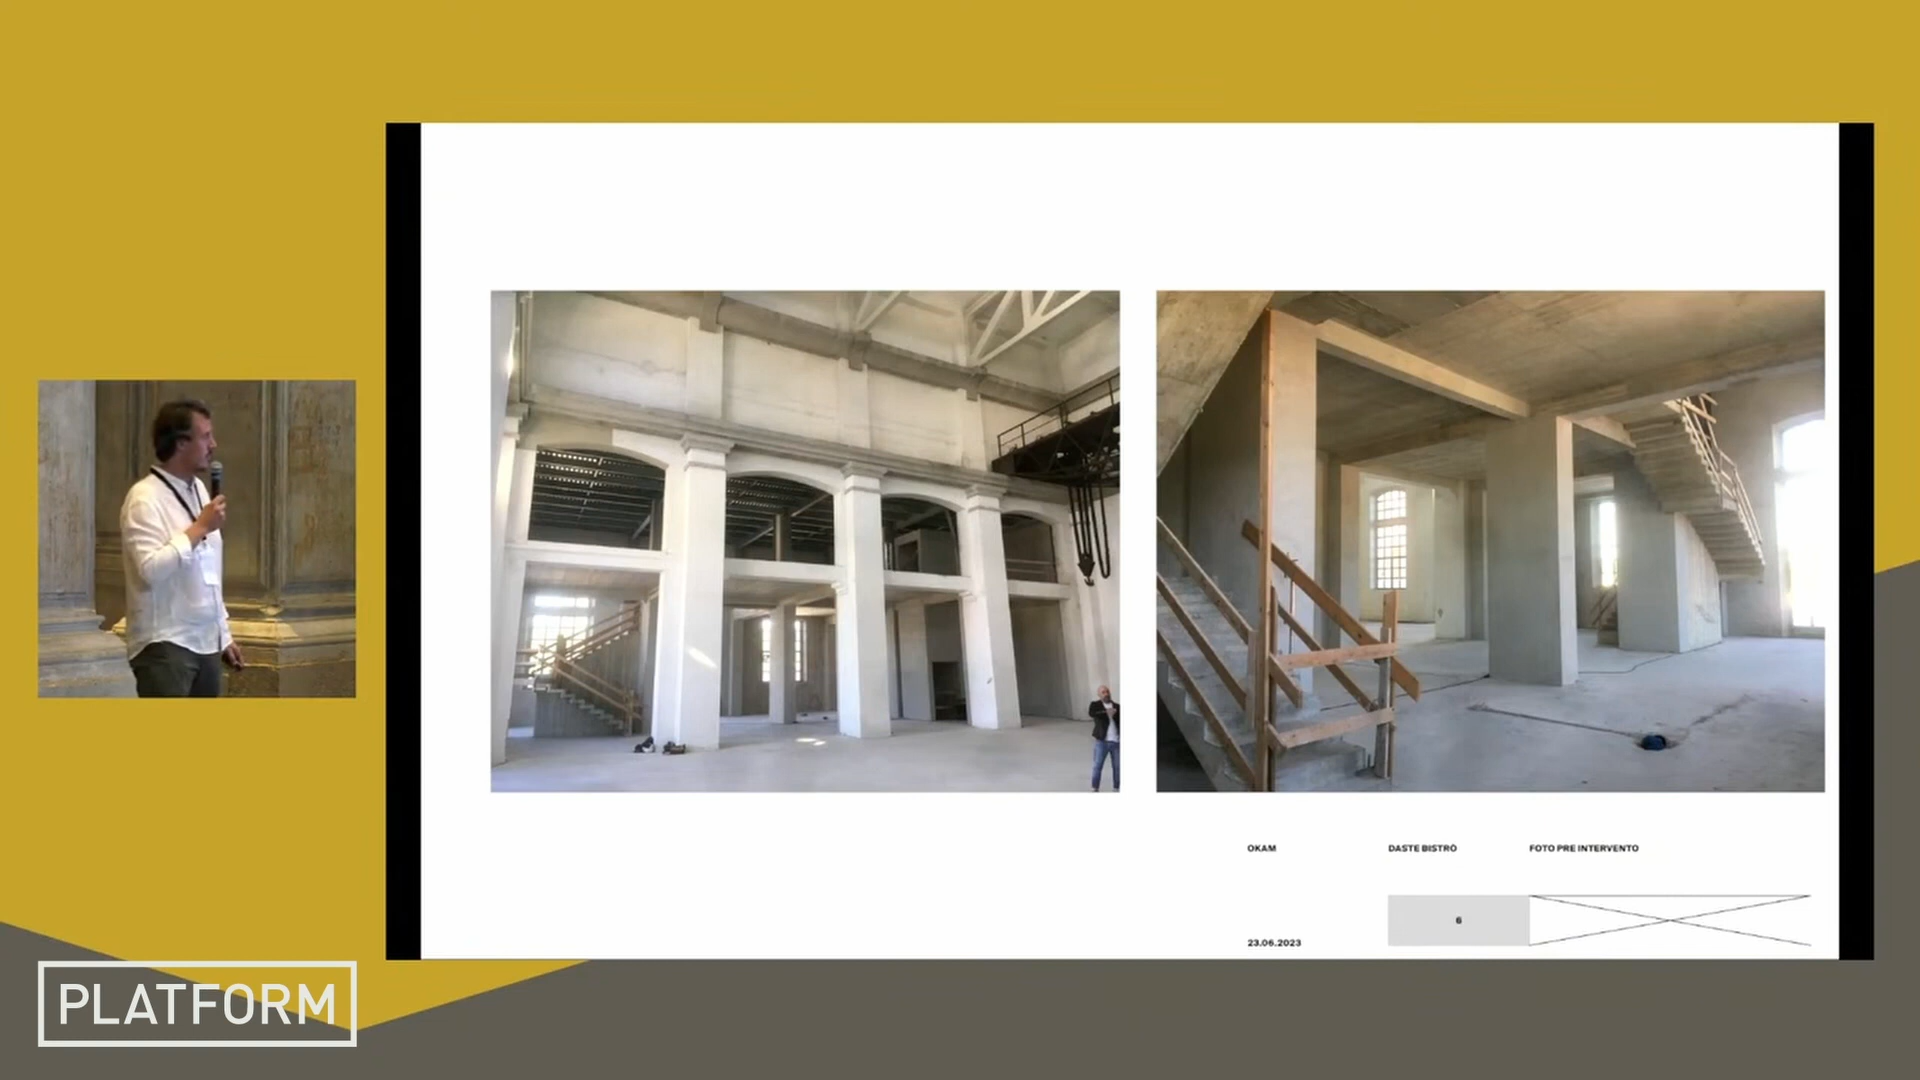 OKAM
DASTE BISTRÒ
FOTO PRE INTERVENTO
6
23.06.2023
PLATFORM